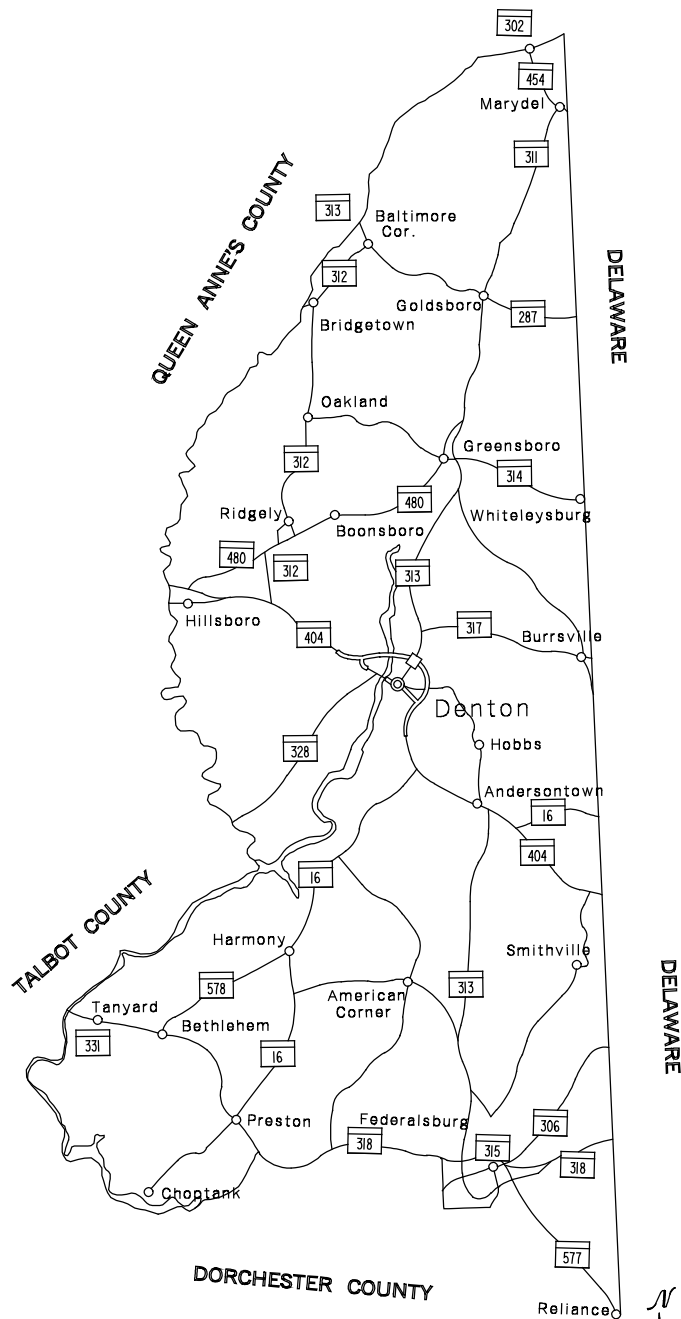 302
454
Marydel
311
QUEEN ANNE'S COUNTY
313
Baltimore
Cor.
DELAWARE
312
Goldsboro
287
Bridgetown
Oakland
Greensboro
312
314
480
Ridgely
Boonsboro
Whiteleysburg
480
312
313
Hillsboro
404
317
Burrsville
Denton
328
Hobbs
Andersontown
16
404
16
TALBOT COUNTY
Harmony
Smithville
578
American
Corner
313
DELAWARE
Tanyard
Bethlehem
331
16
Preston
Federalsburg
306
318
315
318
Choptank
577
DORCHESTER COUNTY
Reliance
N